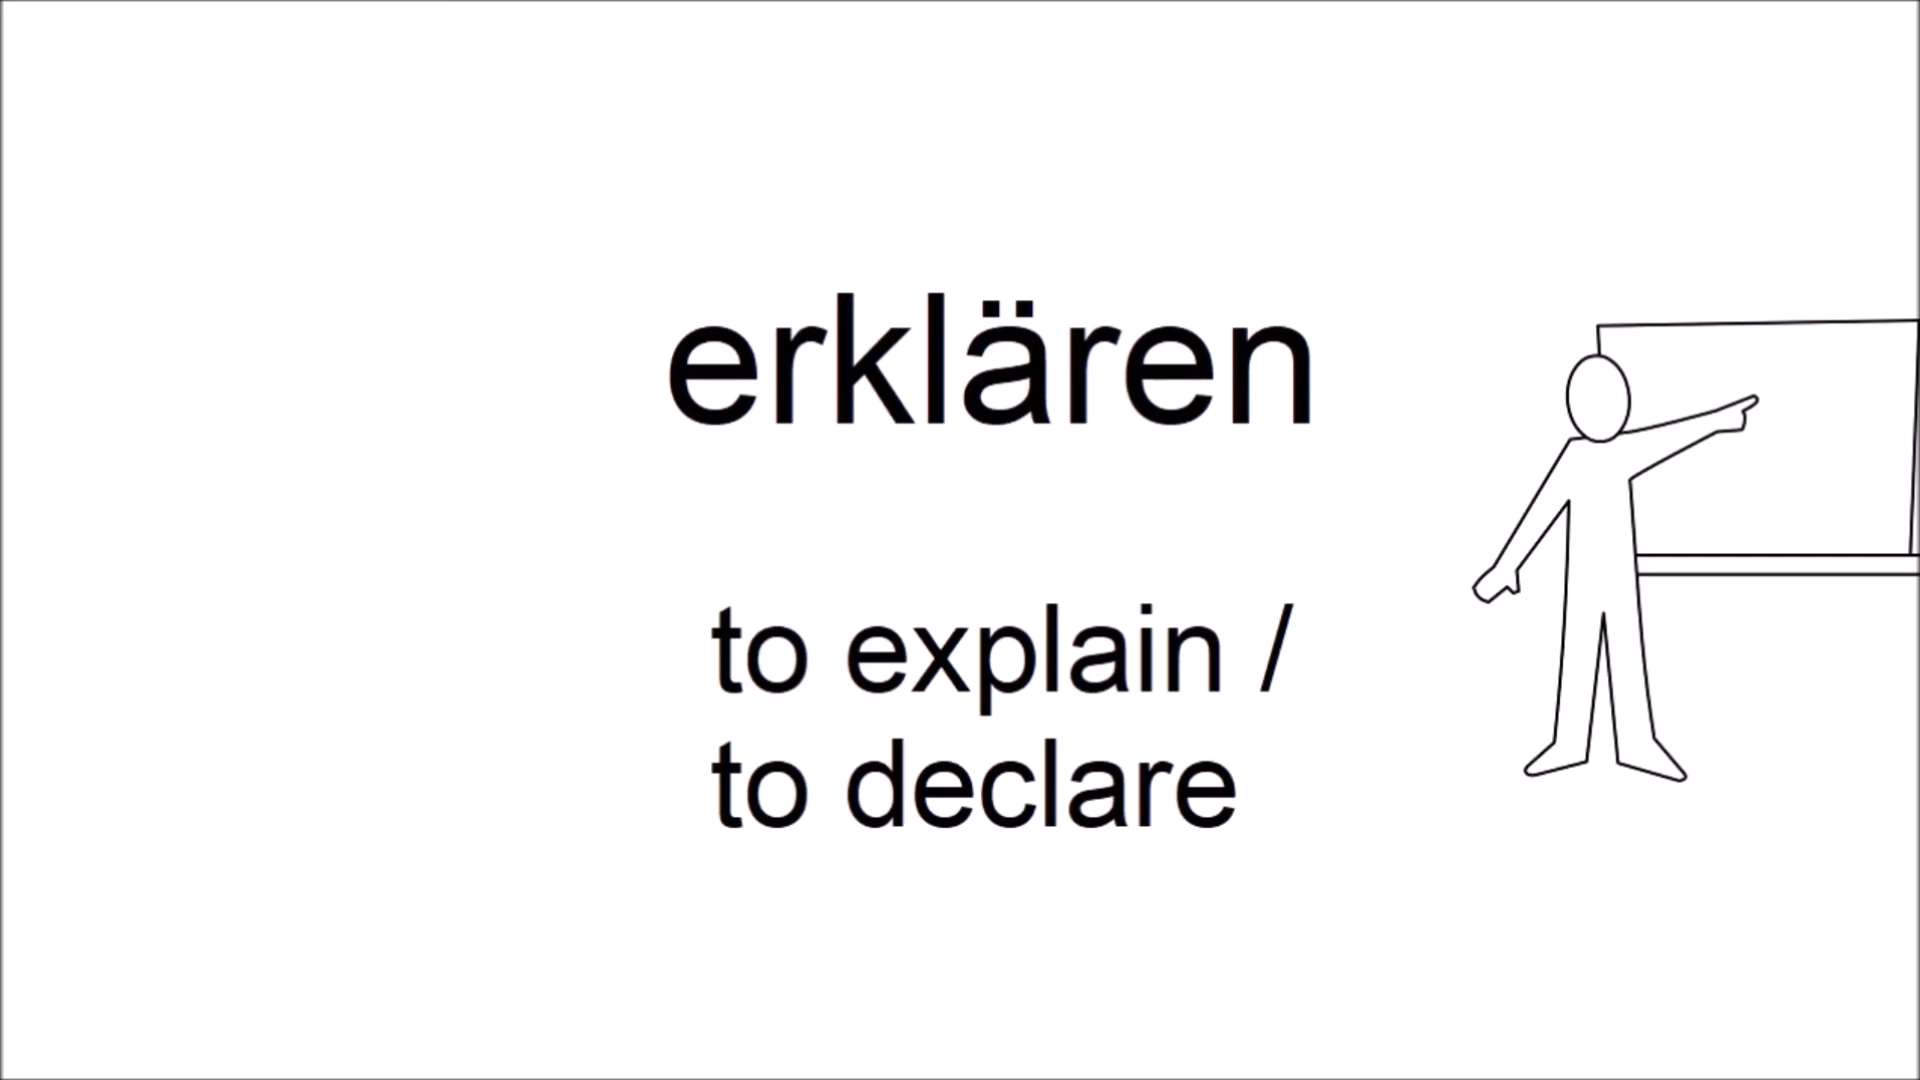 erklären
to explain /
to declare